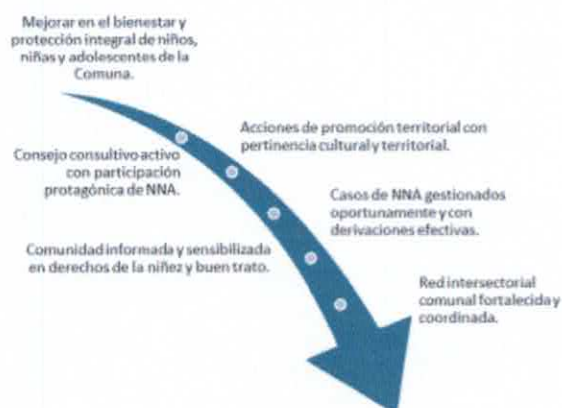 Mejorar en el bienestar y
protección integral de niños,
niñas y adolescentes de la
Comuna.
Acciones de promoción territorial con
pertinencia cultural y territorial.
Consejo consultivo activo
con participación
protagónica de NNA.
Casos de NNA gestionados
oportunamente y con
derivaciones efectivas.
Comunidad informada y sensibilizada
en derechos de la niñez y buen trato.
Red intersectorial
comunal fortalecida y
coordinada.